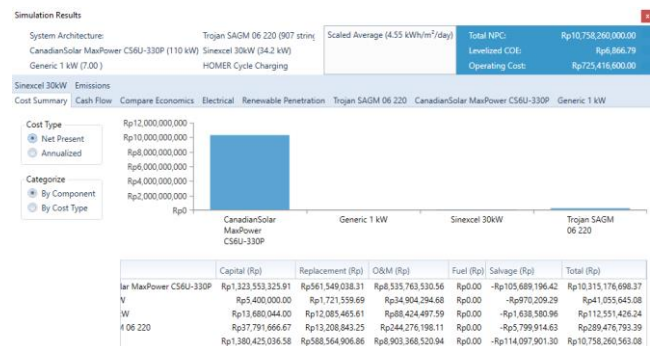 Simulation Results
System Architecture: Trojan SAGM 06 220 (907 string
CanadianSolar MaxPower CS6U-330P (110 kW) Sinexcel 30kW (34.2 kW)
Generic 1 kW (7.00 ) HOMER Cycle Charging
Scaled Average (4.55 kWh/m²/day)
Total NPC: Rp10,758,260,000.00
Levelized COE: Rp6,866.79
Operating Cost: Rp725,416,600.00
Sinexcel 30kW Emissions
Cost Summary Cash Flow Compare Economics Electrical Renewable Penetration Trojan SAGM 06 220 CanadianSolar MaxPower CS6U-330P Generic 1 kW
Cost Type
Net Present
Annualized
Categorize
By Component
By Cost Type
Rp12,000,000,000
Rp10,000,000,000
Rp8,000,000,000
Rp6,000,000,000
Rp4,000,000,000
Rp2,000,000,000
Rp0
CanadianSolar MaxPower CS6U-330P
Generic 1 kW
Sinexcel 30kW
Trojan SAGM 06 220
Capital (Rp) Replacement (Rp) O&M (Rp) Fuel (Rp) Salvage (Rp) Total (Rp)
lar MaxPower CS6U-330P Rp1,323,553,325.91 Rp561,549,038.31 Rp8,535,763,530.56 Rp0.00 -Rp105,689,196.42 Rp10,315,176,698.37
V Rp5,400,000.00 Rp1,721,559.69 Rp34,904,294.68 Rp0.00 -Rp970,209.29 Rp41,055,645.08
:W Rp13,680,044.00 Rp12,085,465.61 Rp88,424,497.59 Rp0.00 -Rp1,638,580.96 Rp112,551,426.24
1 06 220 Rp37,791,666.67 Rp13,208,843.25 Rp244,276,198.11 Rp0.00 -Rp5,799,914.63 Rp289,476,793.39
Rp1,380,425,036.58 Rp588,564,906.86 Rp8,903,368,520.94 Rp0.00 -Rp114,097,901.30 Rp10,758,260,563.08